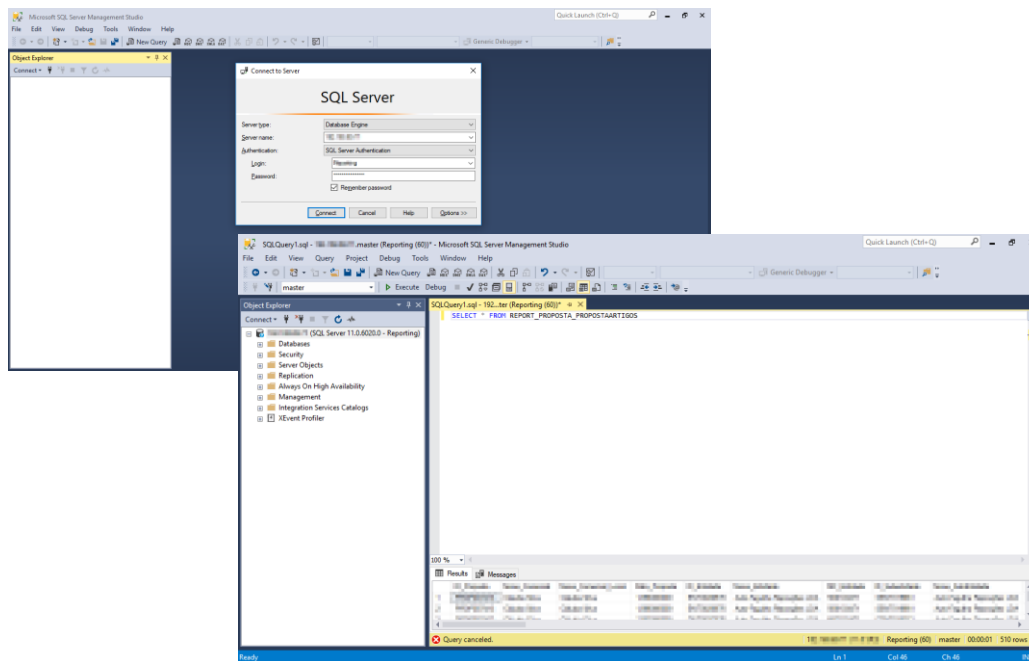 Microsoft SQL Server Management Studio
Quick Launch (Ctrl+Q)
File Edit View Debug Tools Window Help
New Query
Generic Debugger
Object Explorer
Connect
Connect to Server
SQL Server
Server type: Database Engine
Server name:
Authentication: SQL Server Authentication
Login: Reporting
Password: ***************
Remember password
Connect Cancel Help Options >>
SQLQuery1.sql - .master (Reporting (60))* - Microsoft SQL Server Management Studio
Quick Launch (Ctrl+Q)
File Edit View Query Project Debug Tools Window Help
New Query
Generic Debugger
master
Execute Debug
Object Explorer
SQLQuery1.sql - 192...ter (Reporting (60))*
Connect
SELECT * FROM REPORT_PROPOSTA_PROPOSTAARTIGOS
(SQL Server 11.0.6020.0 - Reporting)
Databases
Security
Server Objects
Replication
Always On High Availability
Management
Integration Services Catalogs
XEvent Profiler
100 %
Results Messages
1
2
3
Query canceled.
Reporting (60) master 00:00:01 510 rows
Ready
Ln 1 Col 46 Ch 46 IN